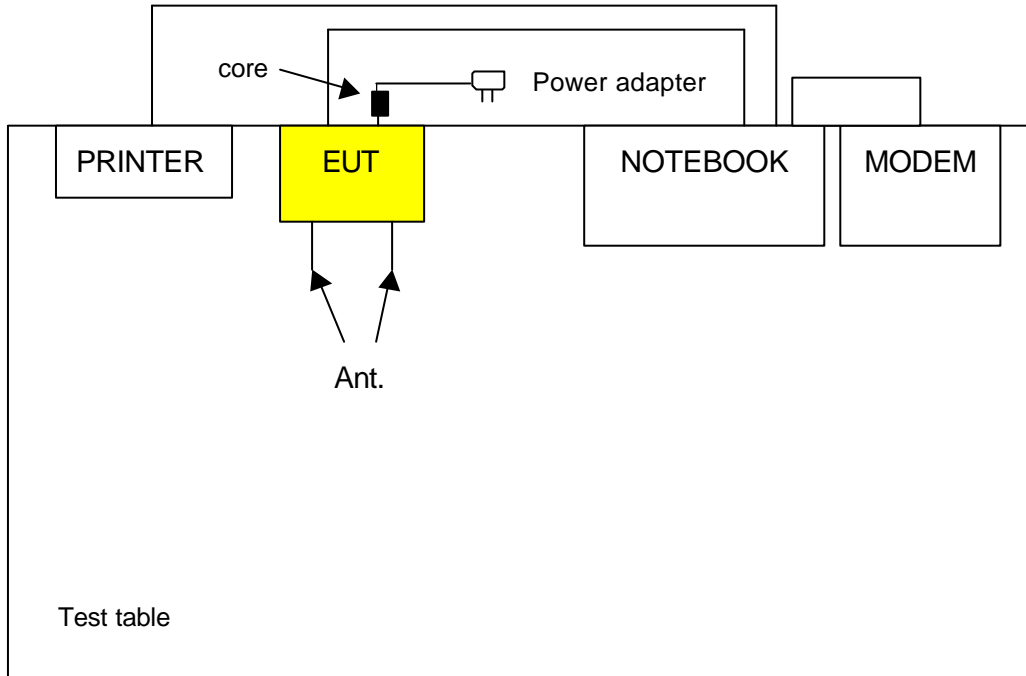 core
Power adapter
PRINTER
EUT
NOTEBOOK
MODEM
Ant.
Test table